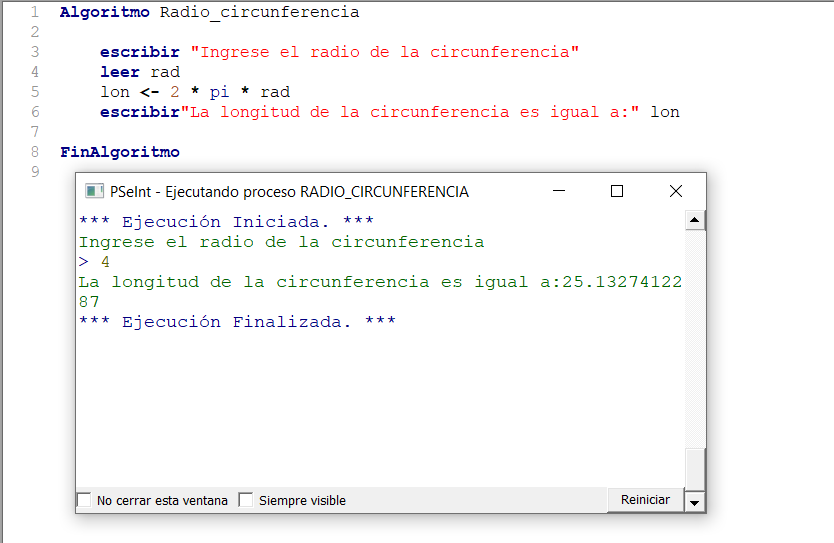 1 Algoritmo Radio_circunferencia
2
3 escribir "Ingrese el radio de la circunferencia"
4 leer rad
5 lon <- 2 * pi * rad
6 escribir"La longitud de la circunferencia es igual a:" lon
7
8 FinAlgoritmo
9
PSeInt - Ejecutando proceso RADIO_CIRCUNFERENCIA
*** Ejecución Iniciada. ***
Ingrese el radio de la circunferencia
> 4
La longitud de la circunferencia es igual a:25.13274122
87
*** Ejecución Finalizada. ***
No cerrar esta ventana Siempre visible Reiniciar